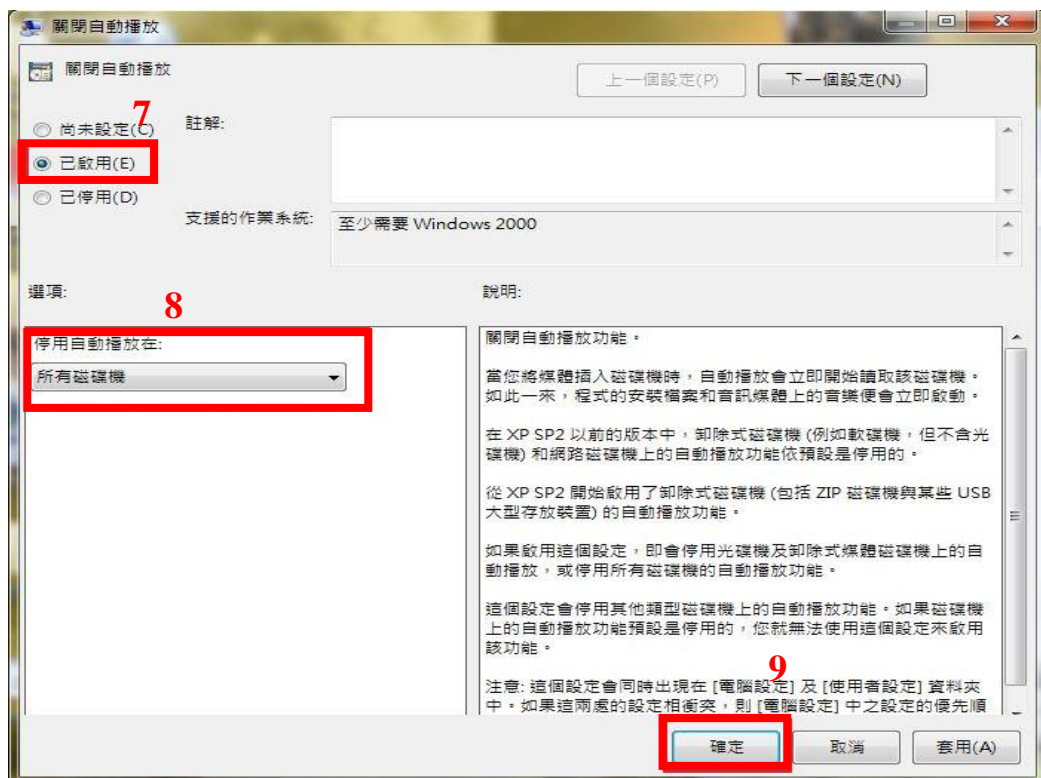 關閉自動播放
關閉自動播放
上一個設定(P)
下一個設定(N)
7
尚未設定(C)
註解:
已啟用(E)
已停用(D)
支援的作業系統:
至少需要 Windows 2000
選項:
8
說明:
停用自動播放在:
所有磁碟機
關閉自動播放功能。
當您將媒體插入磁碟機時，自動播放會立即開始讀取該磁碟機。
如此一來，程式的安裝檔案和音訊媒體上的音樂便會立即啟動。
在 XP SP2 以前的版本中，卸除式磁碟機 (例如軟碟機，但不含光
碟機) 和網路磁碟機上的自動播放功能依預設是停用的。
從 XP SP2 開始啟用了卸除式磁碟機 (包括 ZIP 磁碟機與某些 USB
大型存放裝置) 的自動播放功能。
如果啟用這個設定，即會停用光碟機及卸除式媒體磁碟機上的自
動播放，或停用所有磁碟機的自動播放功能。
這個設定會停用其他類型磁碟機上的自動播放功能。如果磁碟機
上的自動播放功能預設是停用的，您就無法使用這個設定來啟用
該功能。
9
注意: 這個設定會同時出現在 [電腦設定] 及 [使用者設定] 資料夾
中。如果這兩處的設定相衝突，則 [電腦設定] 中之設定的優先順
確定
取消
套用(A)